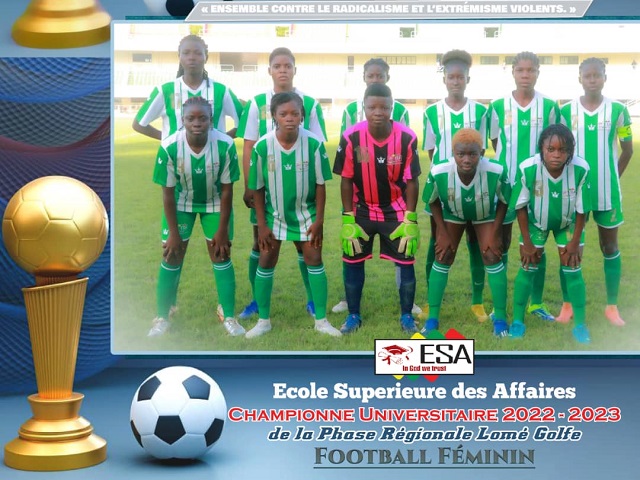 « ENSEMBLE CONTRE LE RADICALISME ET L'EXTRÉMISME VIOLENTS. »
ESA
In God we trust
Ecole Superieure des Affaires
CHAMPIONNE UNIVERSITAIRE 2022 - 2023
de la Phase Régionale Lomé Golfe
FOOTBALL FÉMININ